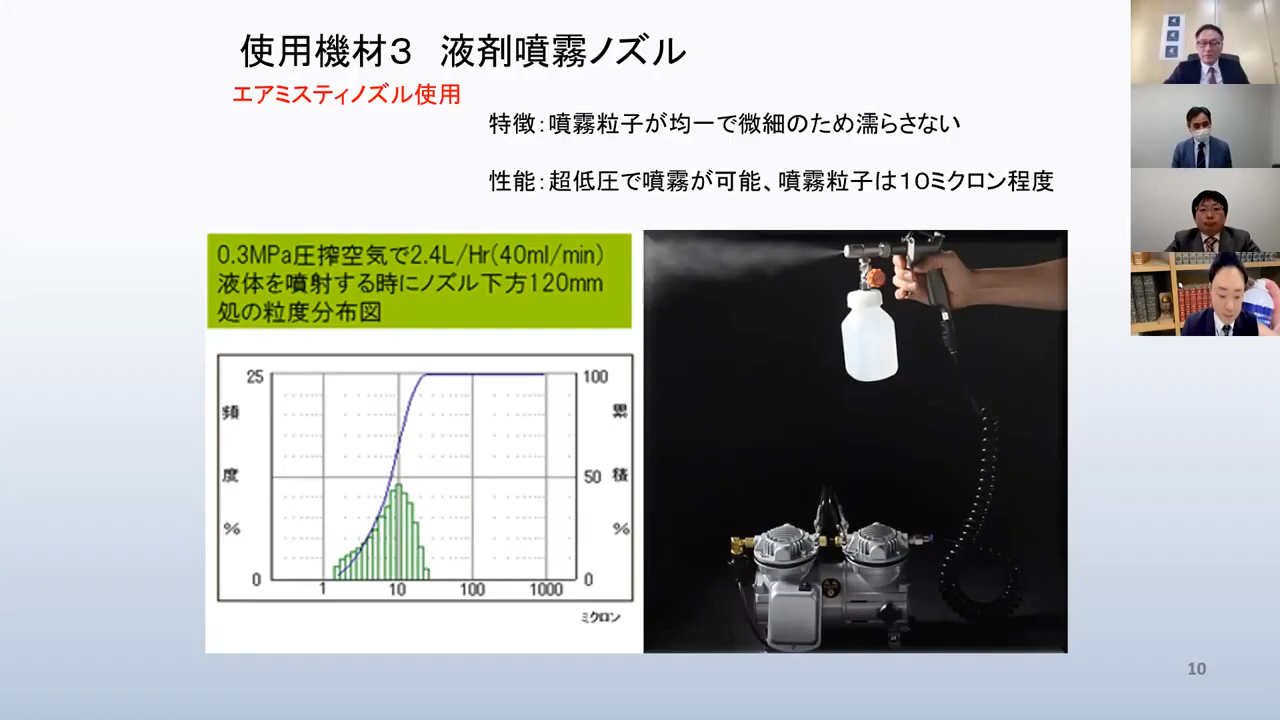 使用機材３　液剤噴霧ノズル
エアミスティノズル使用
特徴：噴霧粒子が均一で微細のため濡らさない
性能：超低圧で噴霧が可能、噴霧粒子は１０ミクロン程度
0.3MPa圧搾空気で2.4L/Hr(40ml/min)
液体を噴射する時にノズル下方120mm
処の粒度分布図
25
頻
度
%
0
100
累
50
積
%
0
1
10
100
1000
ミクロン
10